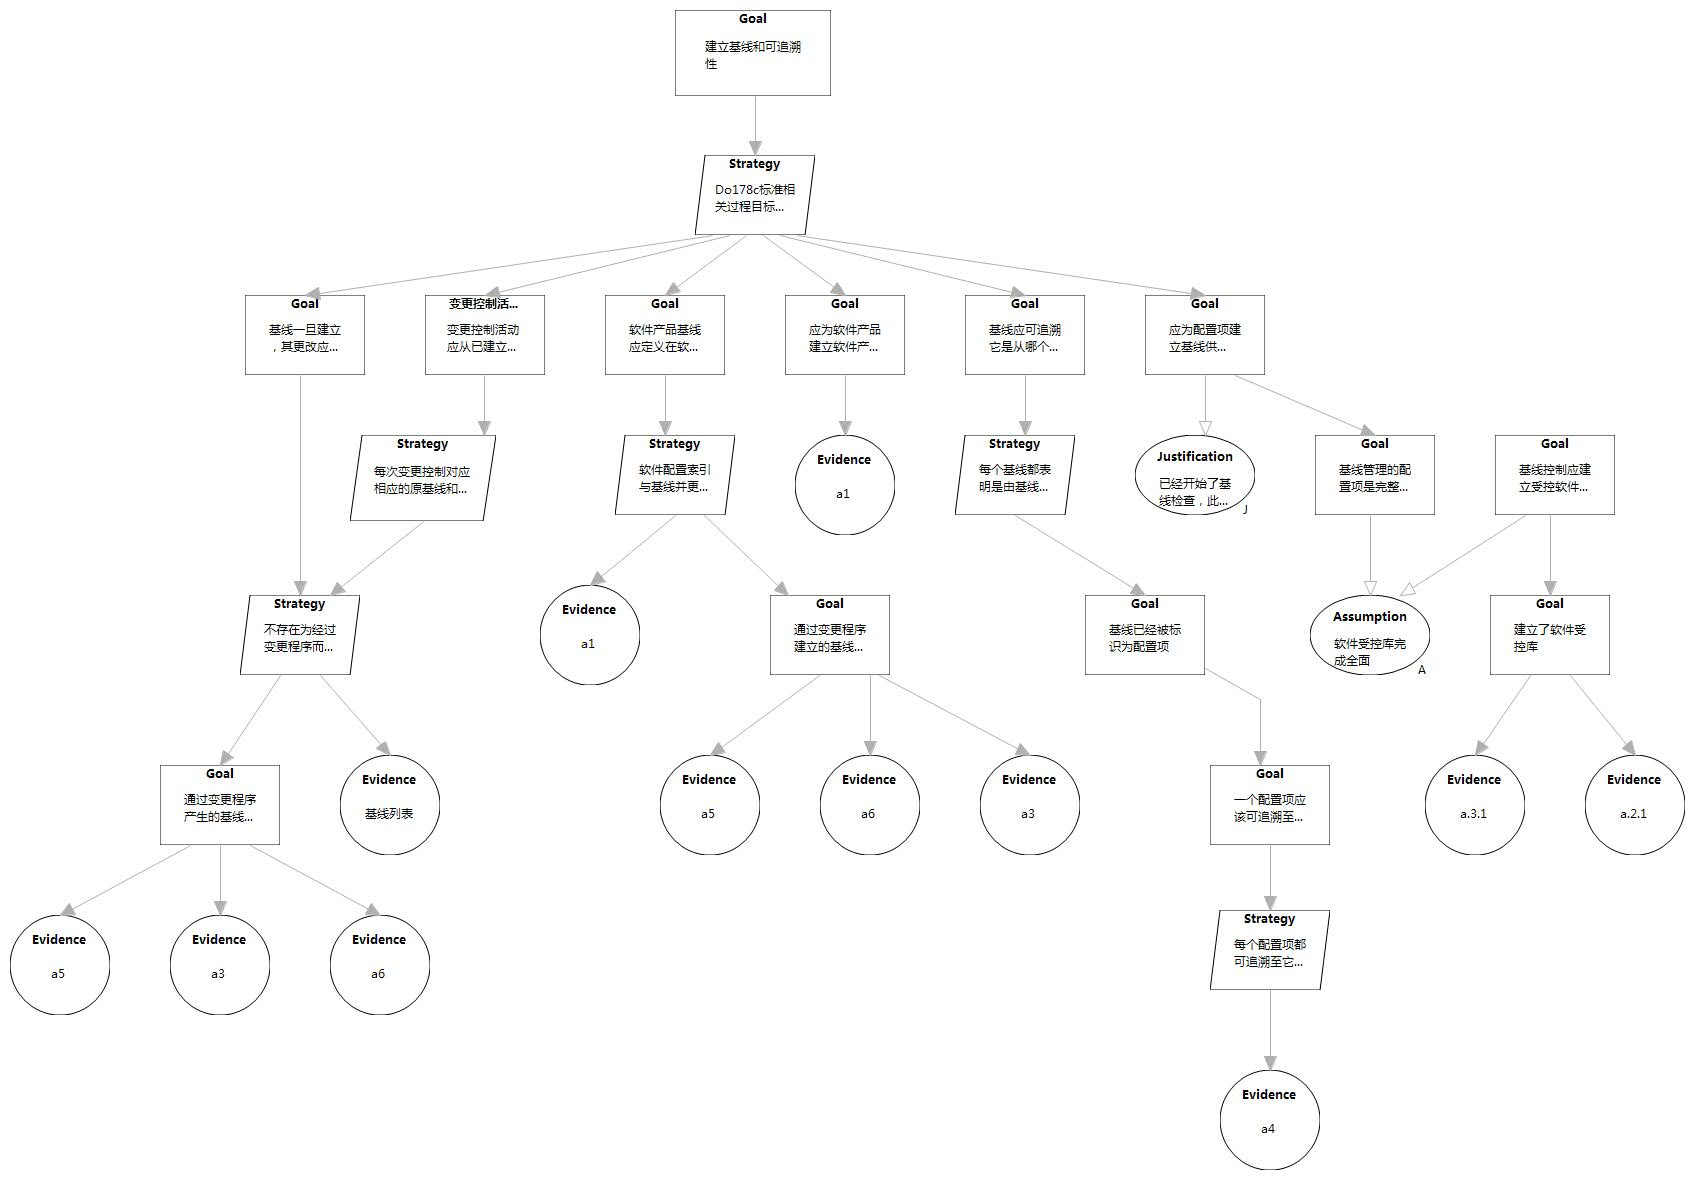 Goal
建立基线和可追溯
性
Strategy
Do178c标准相
关过程目标...
Goal
基线一旦建立
，其更改应...
变更控制活...
变更控制活动
应从已建立...
Goal
软件产品基线
应定义在软...
Goal
应为软件产品
建立软件产...
Goal
基线应可追溯
它是从哪个...
Goal
应为配置项建
立基线供...
Strategy
每次变更控制对应
相应的原基线和...
Strategy
软件配置索引
与基线并更...
Evidence
a1
Strategy
每个基线都表
明是由基线...
Justification
已经开始了基
线检查，此...
J
Goal
基线管理的配
置项是完整...
Goal
基线控制应建
立受控软件...
Strategy
不存在为经过
变更程序而...
Evidence
a1
Goal
通过变更程序
建立的基线...
Goal
基线已经被标
识为配置项
Assumption
软件受控库完
成全面
A
Goal
建立了软件受
控库
Goal
通过变更程序
产生的基线...
Evidence
基线列表
Evidence
a5
Evidence
a6
Evidence
a3
Goal
一个配置项应
该可追溯至...
Evidence
a.3.1
Evidence
a.2.1
Evidence
a5
Evidence
a3
Evidence
a6
Strategy
每个配置项都
可追溯至它...
Evidence
a4